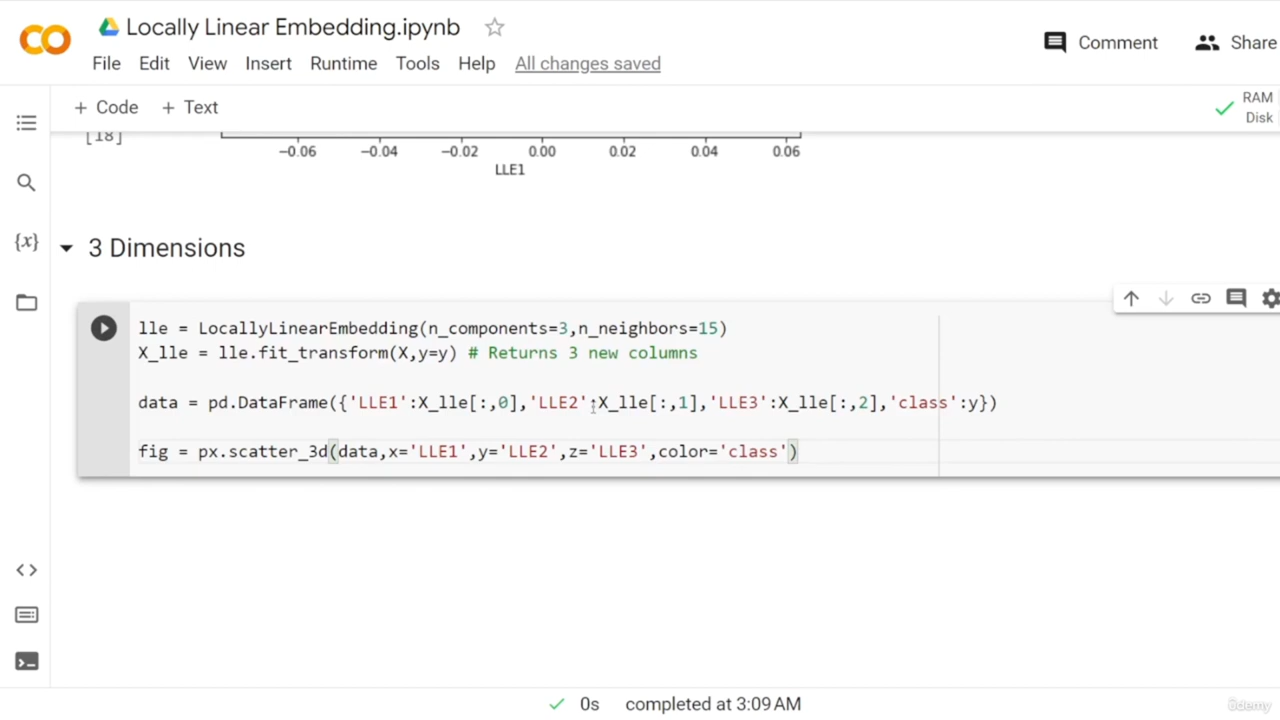 Locally Linear Embedding.ipynb
Comment
Share
File Edit View Insert Runtime Tools Help All changes saved
+ Code + Text
RAM
Disk
[18]
−0.06 −0.04 −0.02 0.00 0.02 0.04 0.06
LLE1
{x}
3 Dimensions
lle = LocallyLinearEmbedding(n_components=3,n_neighbors=15)
X_lle = lle.fit_transform(X,y=y) # Returns 3 new columns
data = pd.DataFrame({'LLE1':X_lle[:,0],'LLE2':X_lle[:,1],'LLE3':X_lle[:,2],'class':y})
fig = px.scatter_3d(data,x='LLE1',y='LLE2',z='LLE3',color='class')
0s completed at 3:09 AM
ûdemy